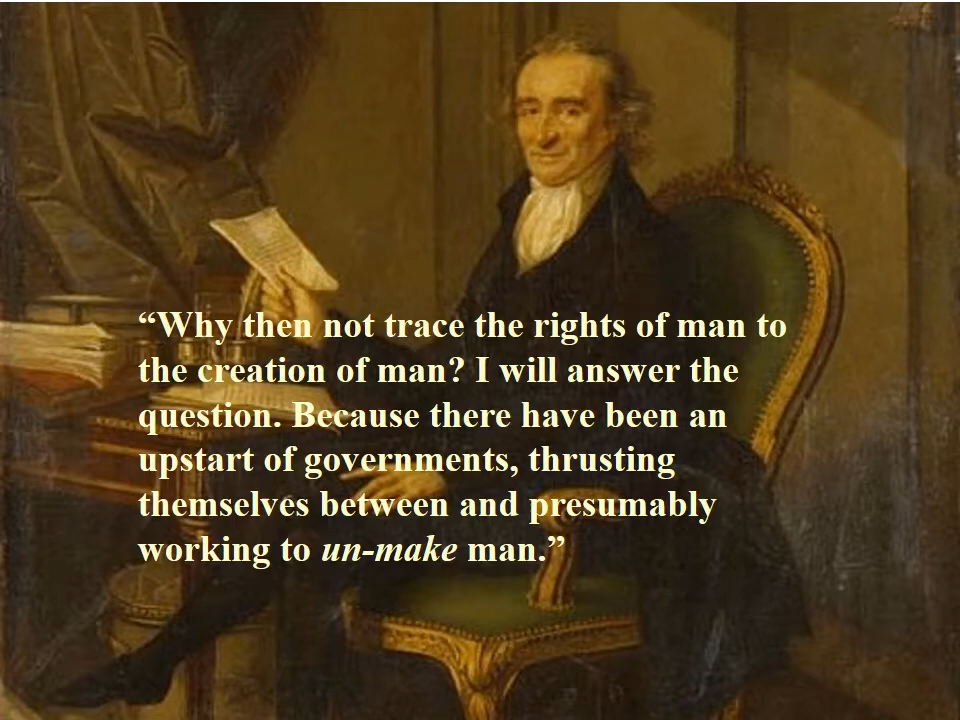 “Why then not trace the rights of man to
the creation of man? I will answer the
question. Because there have been an
upstart of governments, thrusting
themselves between and presumably
working to un-make man.”